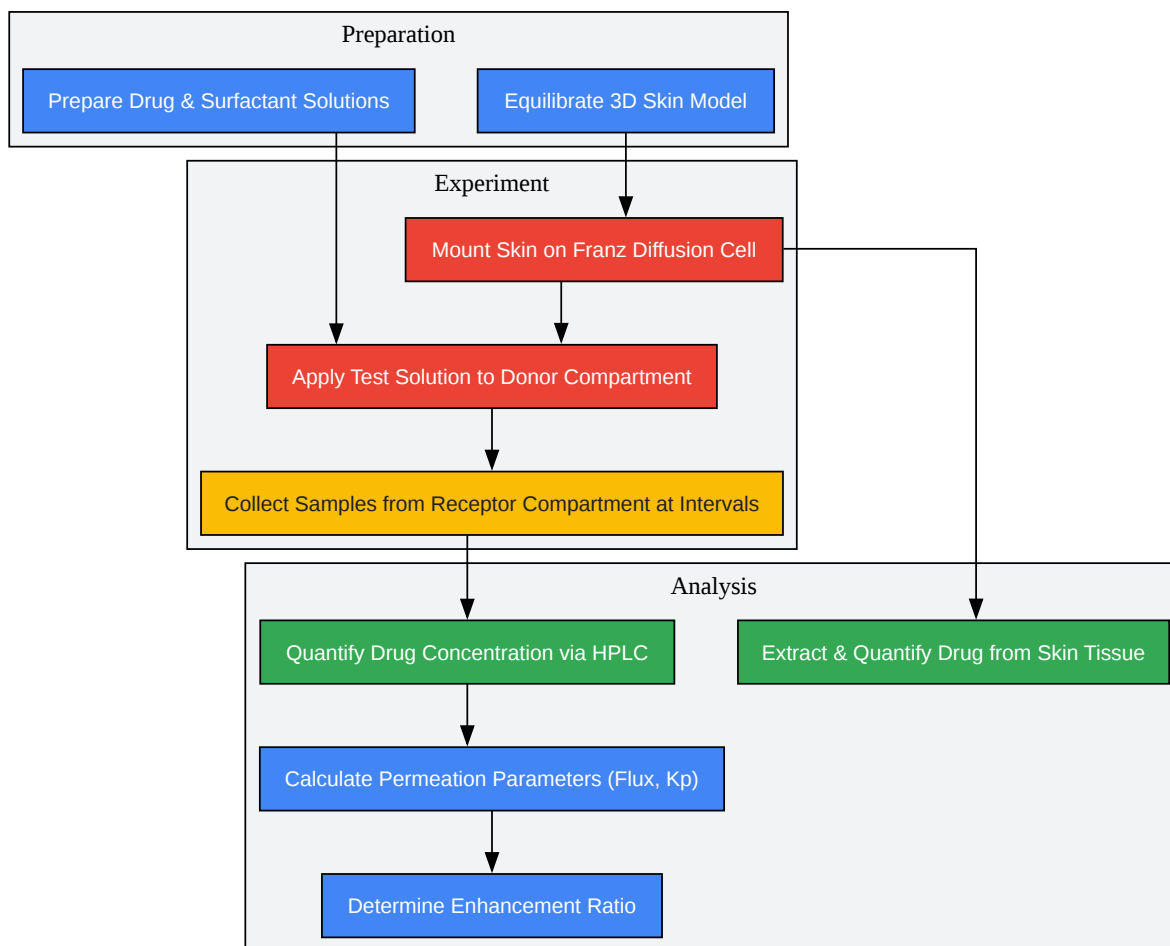 Preparation
Prepare Drug & Surfactant Solutions
Equilibrate 3D Skin Model
Experiment
Mount Skin on Franz Diffusion Cell
Apply Test Solution to Donor Compartment
Collect Samples from Receptor Compartment at Intervals
Analysis
Quantify Drug Concentration via HPLC
Extract & Quantify Drug from Skin Tissue
Calculate Permeation Parameters (Flux, Kp)
Determine Enhancement Ratio